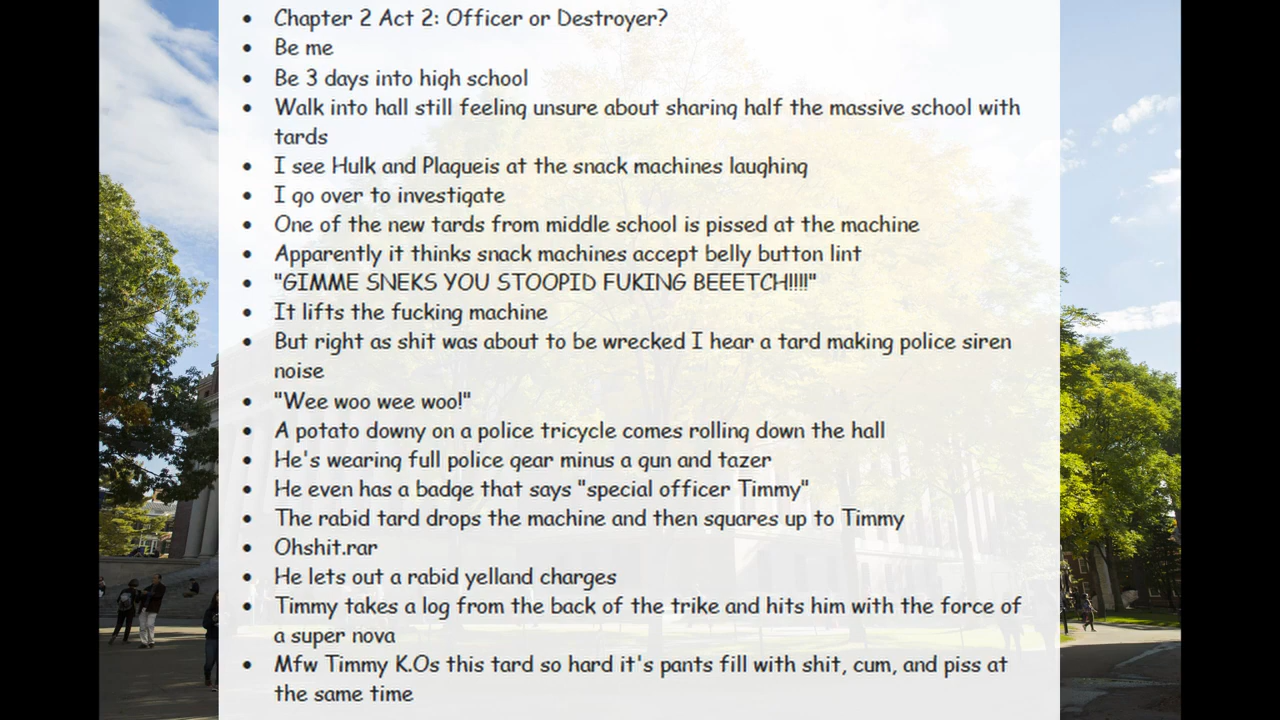 • Chapter 2 Act 2: Officer or Destroyer?
• Be me
• Be 3 days into high school
• Walk into hall still feeling unsure about sharing half the massive school with
tards
• I see Hulk and Plagueis at the snack machines laughing
• I go over to investigate
• One of the new tards from middle school is pissed at the machine
• Apparently it thinks snack machines accept belly button lint
• "GIMME SNEKS YOU STOOPID FUKING BEEETCH!!!!"
• It lifts the fucking machine
• But right as shit was about to be wrecked I hear a tard making police siren
noise
• "Wee woo wee woo!"
• A potato downy on a police tricycle comes rolling down the hall
• He's wearing full police gear minus a gun and tazer
• He even has a badge that says "special officer Timmy"
• The rabid tard drops the machine and then squares up to Timmy
• Ohshit.rar
• He lets out a rabid yelland charges
• Timmy takes a log from the back of the trike and hits him with the force of
a super nova
• Mfw Timmy K.Os this tard so hard it's pants fill with shit, cum, and piss at
the same time